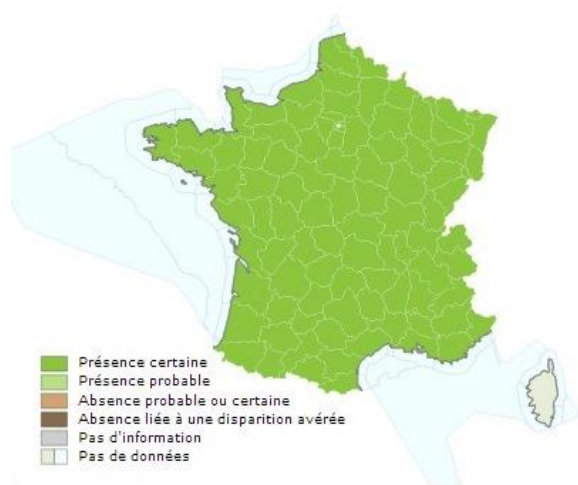 Présence certaine
Présence probable
Absence probable ou certaine
Absence liée à une disparition avérée
Pas d'information
Pas de données